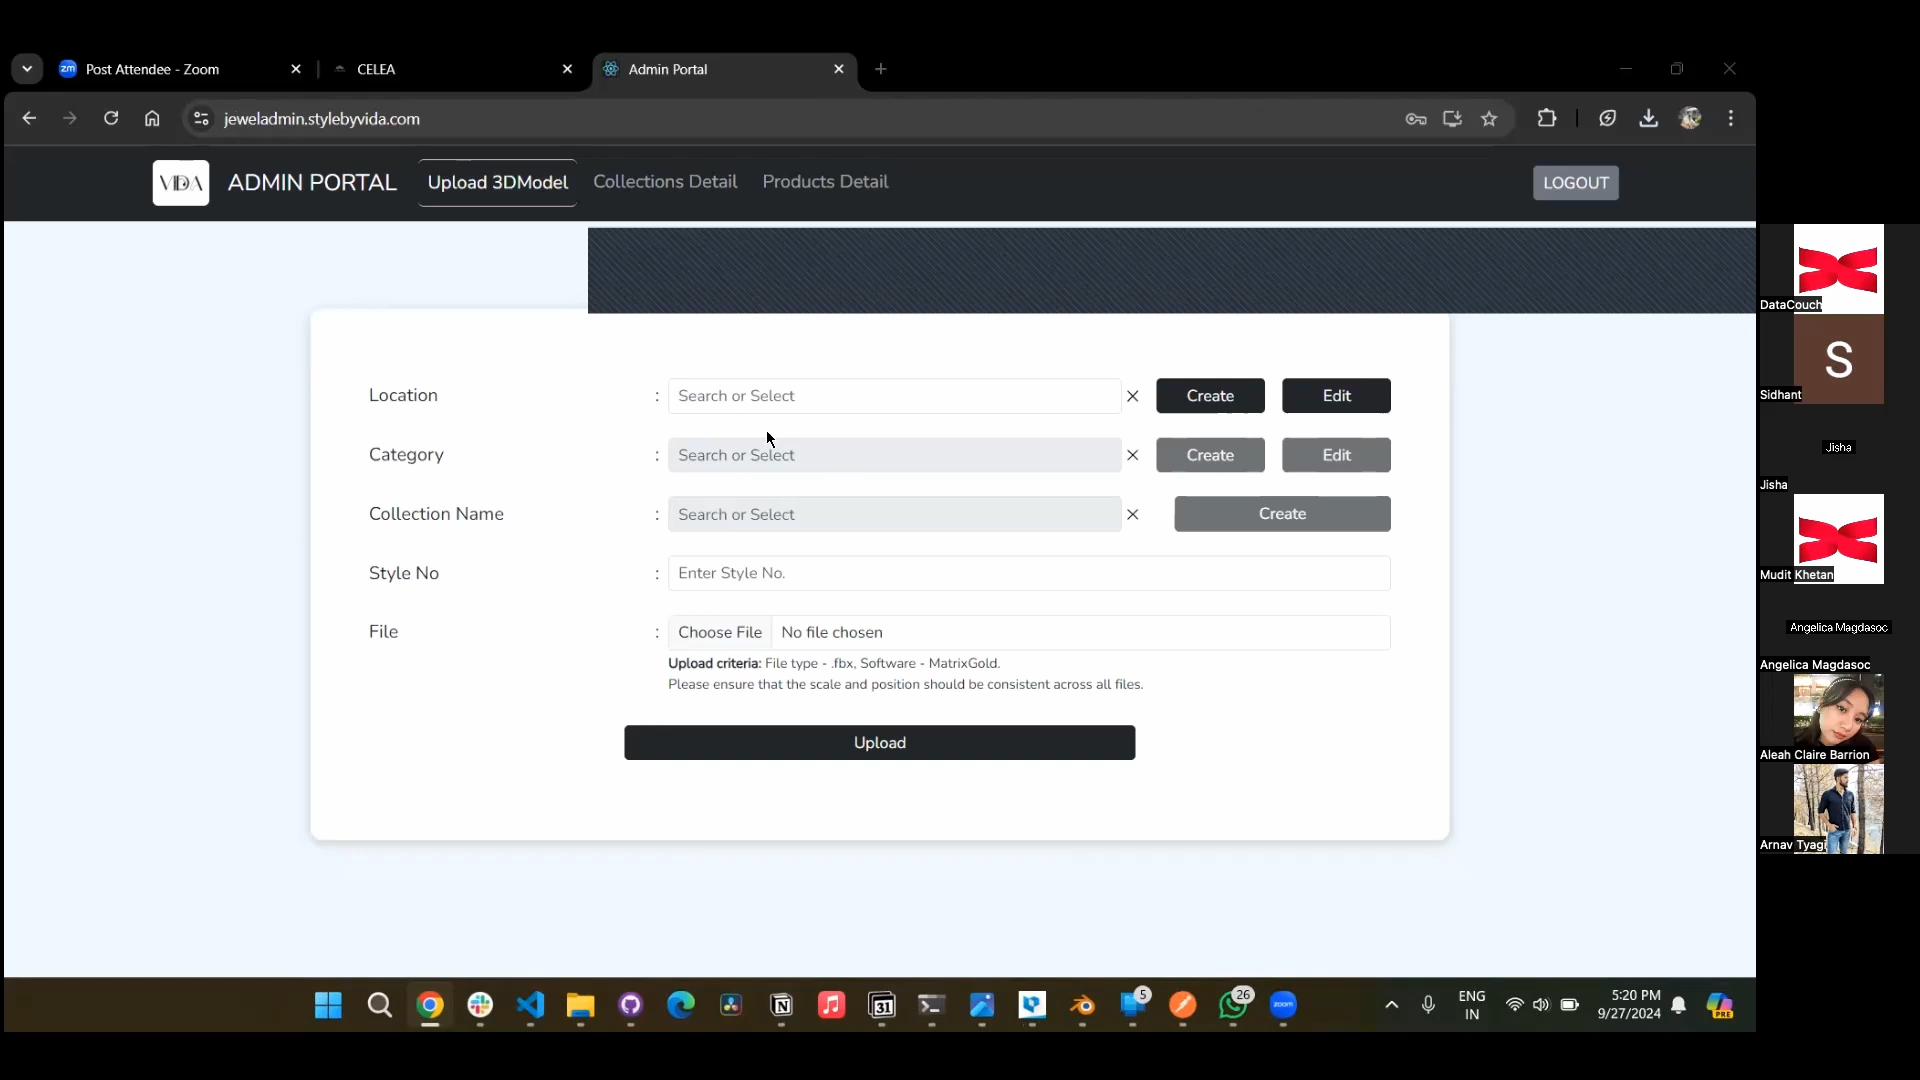 Post Attendee - Zoom
CELEA
Admin Portal
jeweladmin.stylebyvida.com
VIDA
ADMIN PORTAL
Upload 3DModel
Collections Detail
Products Detail
LOGOUT
Location : Search or Select Create Edit
Category : Search or Select Create Edit
Collection Name : Search or Select Create
Style No : Enter Style No.
File : Choose File No file chosen
Upload criteria: File type - .fbx, Software - MatrixGold.
Please ensure that the scale and position should be consistent across all files.
Upload
DataCouch
S
Sidhant
Jisha
Jisha
Mudit Khetan
Angelica Magdasoc
Angelica Magdasoc
Aleah Claire Barrion
Arnav Tyagi
zm
31
5
26
zoom
ENG
IN
5:20 PM
9/27/2024
PRE